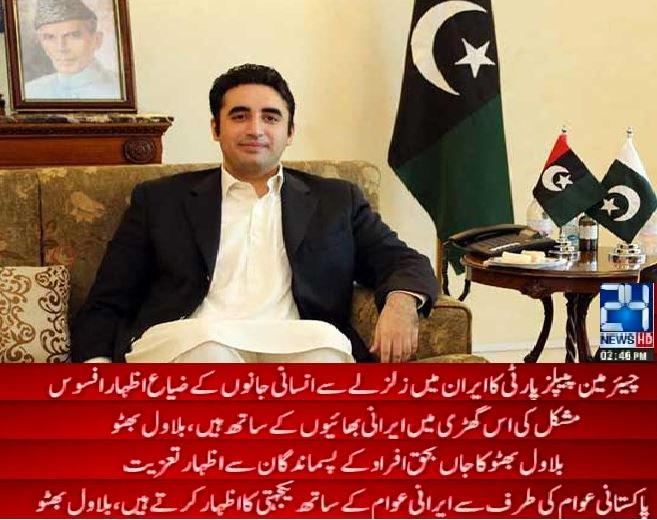 24
NEWS HD
02:46 PM
چیئرمین پیپلز پارٹی کا ایران میں زلزلے سے انسانی جانوں کے ضیاع اظہار افسوس
مشکل کی اس گھڑی میں ایرانی بھائیوں کے ساتھ ہیں، بلاول بھٹو
بلاول بھٹو کا جاں بحق افراد کے پسماندگان سے اظہار تعزیت
پاکستانی عوام کی طرف سے ایرانی عوام کے ساتھ یکجہتی کا اظہار کرتے ہیں، بلاول بھٹو